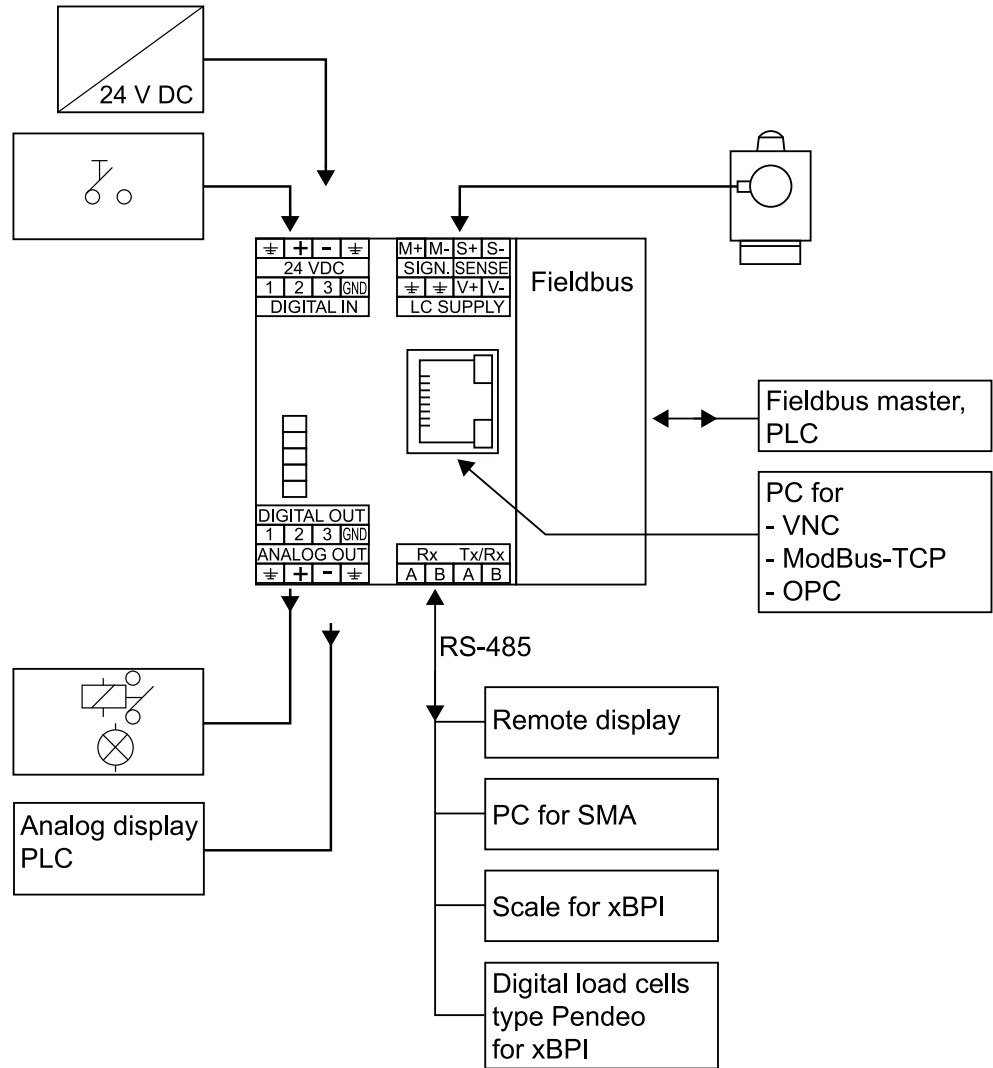 24 V DC
+ - M+ M- S+ S-
24 VDC SIGN. SENSE
1 2 3 GND V+ V-
DIGITAL IN LC SUPPLY
Fieldbus
Fieldbus master,
PLC
PC for
- VNC
- ModBus-TCP
- OPC
DIGITAL OUT
1 2 3 GND
ANALOG OUT Rx Tx/Rx
+ - A B A B
RS-485
Remote display
PC for SMA
Scale for xBPI
Digital load cells
type Pendeo
for xBPI
Analog display
PLC